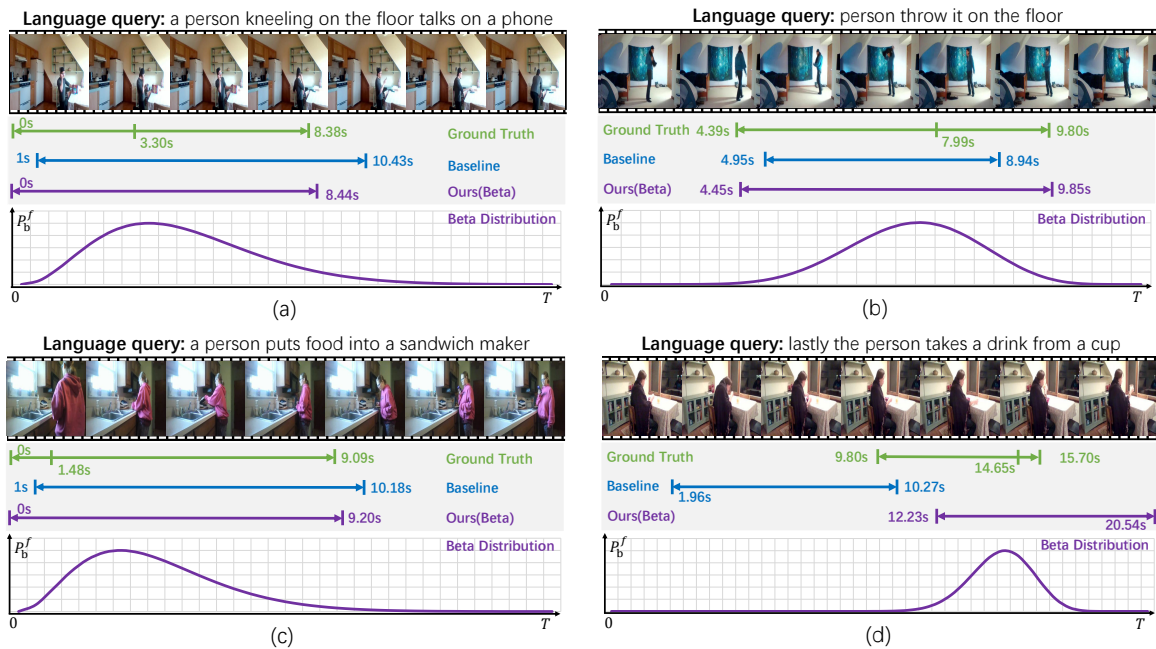 Language query: a person kneeling on the floor talks on a phone
0s
8.38s
Ground Truth
3.30s
1s
10.43s
Baseline
0s
8.44s
Ours(Beta)
P_b^f
Beta Distribution
0
T
(a)
Language query: person throw it on the floor
Ground Truth 4.39s
9.80s
7.99s
Baseline
4.95s
8.94s
Ours(Beta)
4.45s
9.85s
P_b^f
Beta Distribution
0
T
(b)
Language query: a person puts food into a sandwich maker
0s
9.09s
Ground Truth
1.48s
1s
10.18s
Baseline
0s
9.20s
Ours(Beta)
P_b^f
Beta Distribution
0
T
(c)
Language query: lastly the person takes a drink from a cup
Ground Truth
9.80s
14.65s
15.70s
Baseline
1.96s
10.27s
Ours(Beta)
12.23s
20.54s
P_b^f
Beta Distribution
0
T
(d)